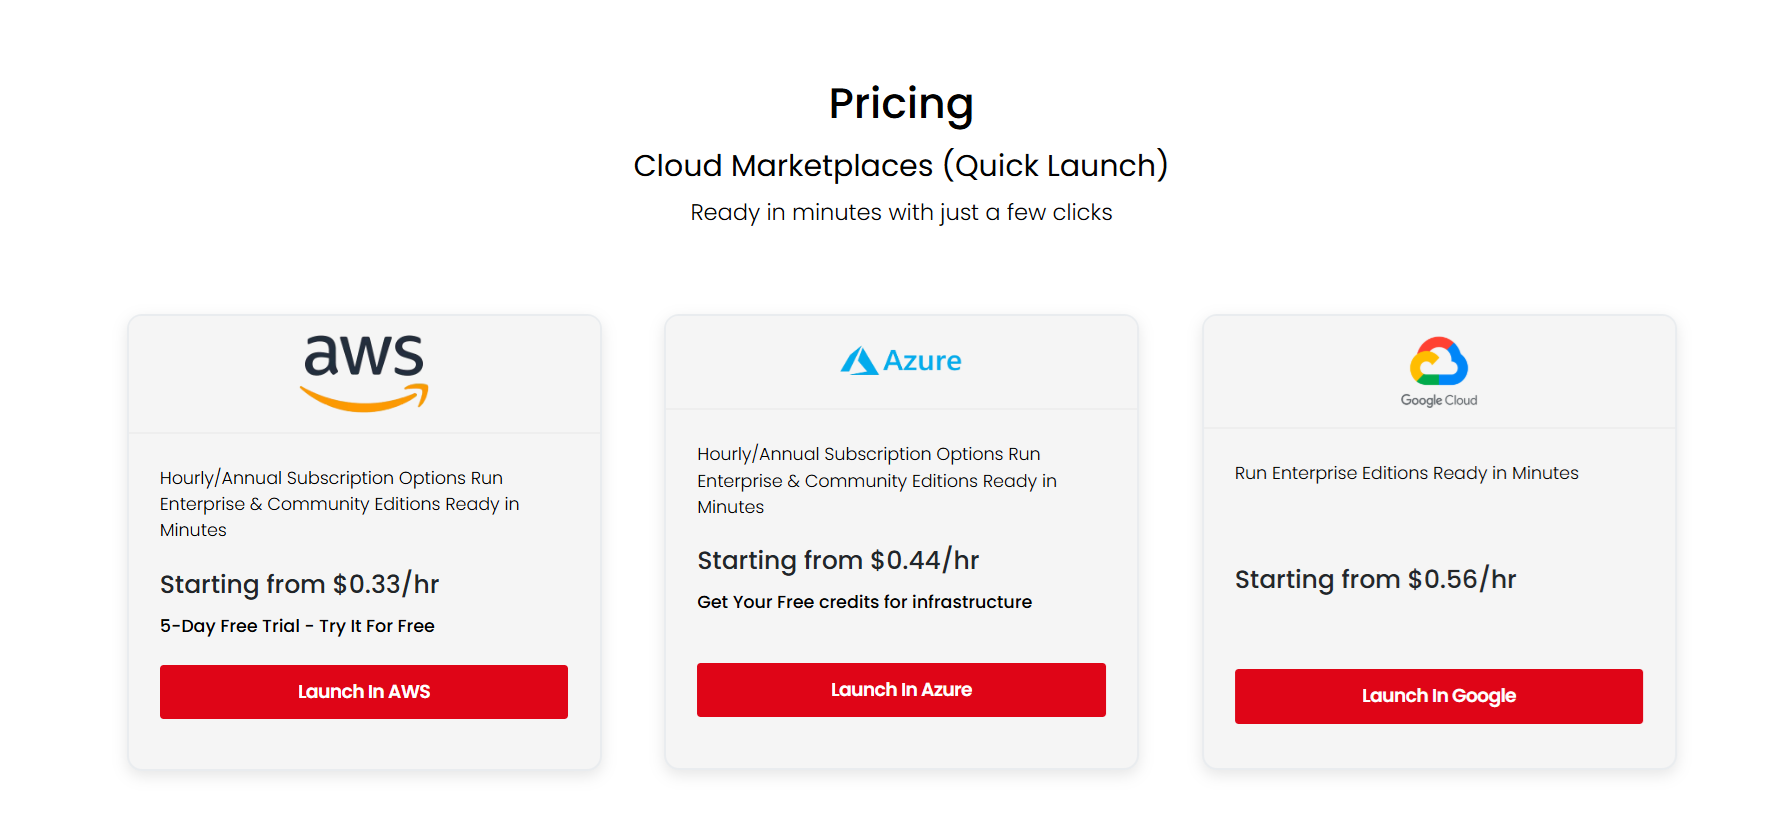 Pricing
Cloud Marketplaces (Quick Launch)
Ready in minutes with just a few clicks
aws
Hourly/Annual Subscription Options Run
Enterprise & Community Editions Ready in
Minutes
Starting from $0.33/hr
5-Day Free Trial - Try It For Free
Launch In AWS
Azure
Hourly/Annual Subscription Options Run
Enterprise & Community Editions Ready in
Minutes
Starting from $0.44/hr
Get Your Free credits for infrastructure
Launch In Azure
Google Cloud
Run Enterprise Editions Ready in Minutes
Starting from $0.56/hr
Launch In Google